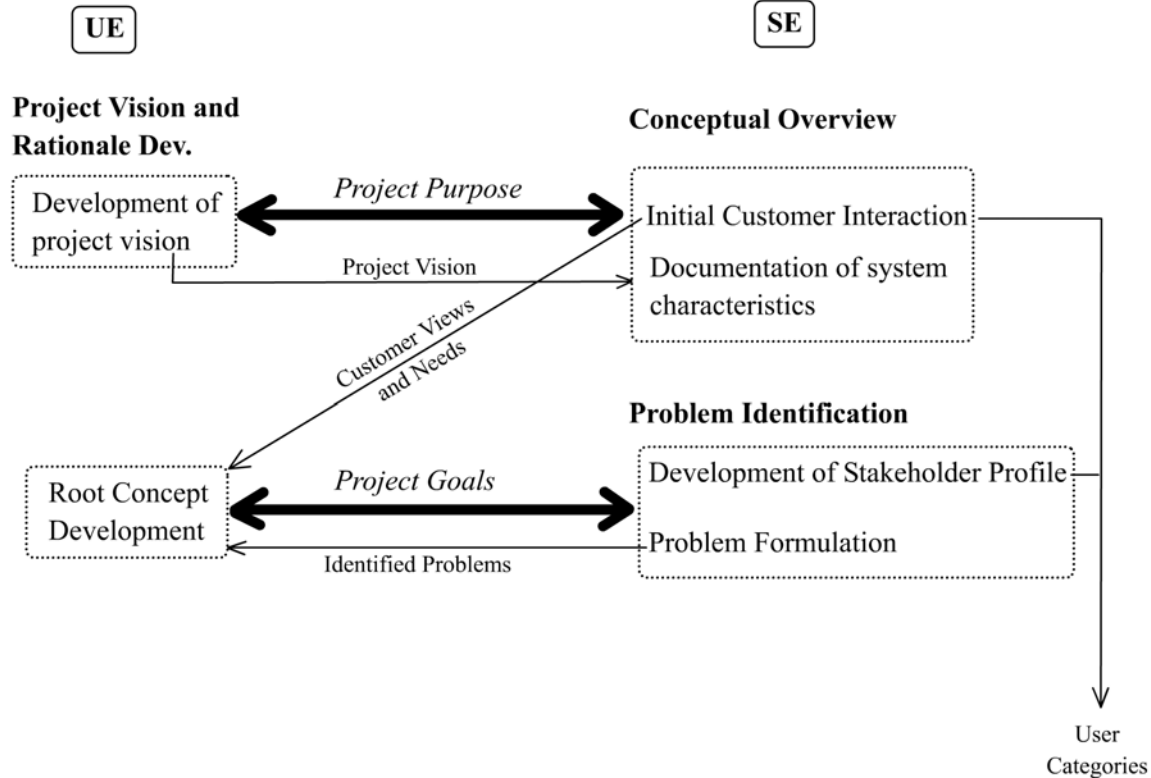 UE
SE
Project Vision and
Rationale Dev.
Conceptual Overview
Development of
project vision
Project Purpose
Initial Customer Interaction
Project Vision
Documentation of system
characteristics
Customer Views
and Needs
Problem Identification
Root Concept
Development
Project Goals
Development of Stakeholder Profile
Problem Formulation
Identified Problems
User
Categories